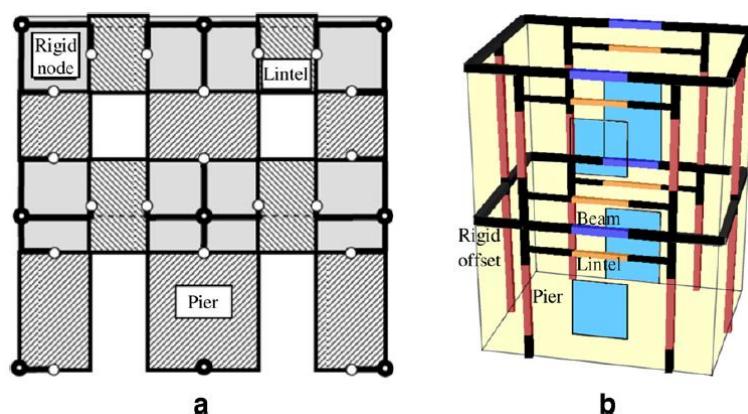 Rigid
node
Lintel
Pier
a
Beam
Rigid
offset
Lintel
Pier
b